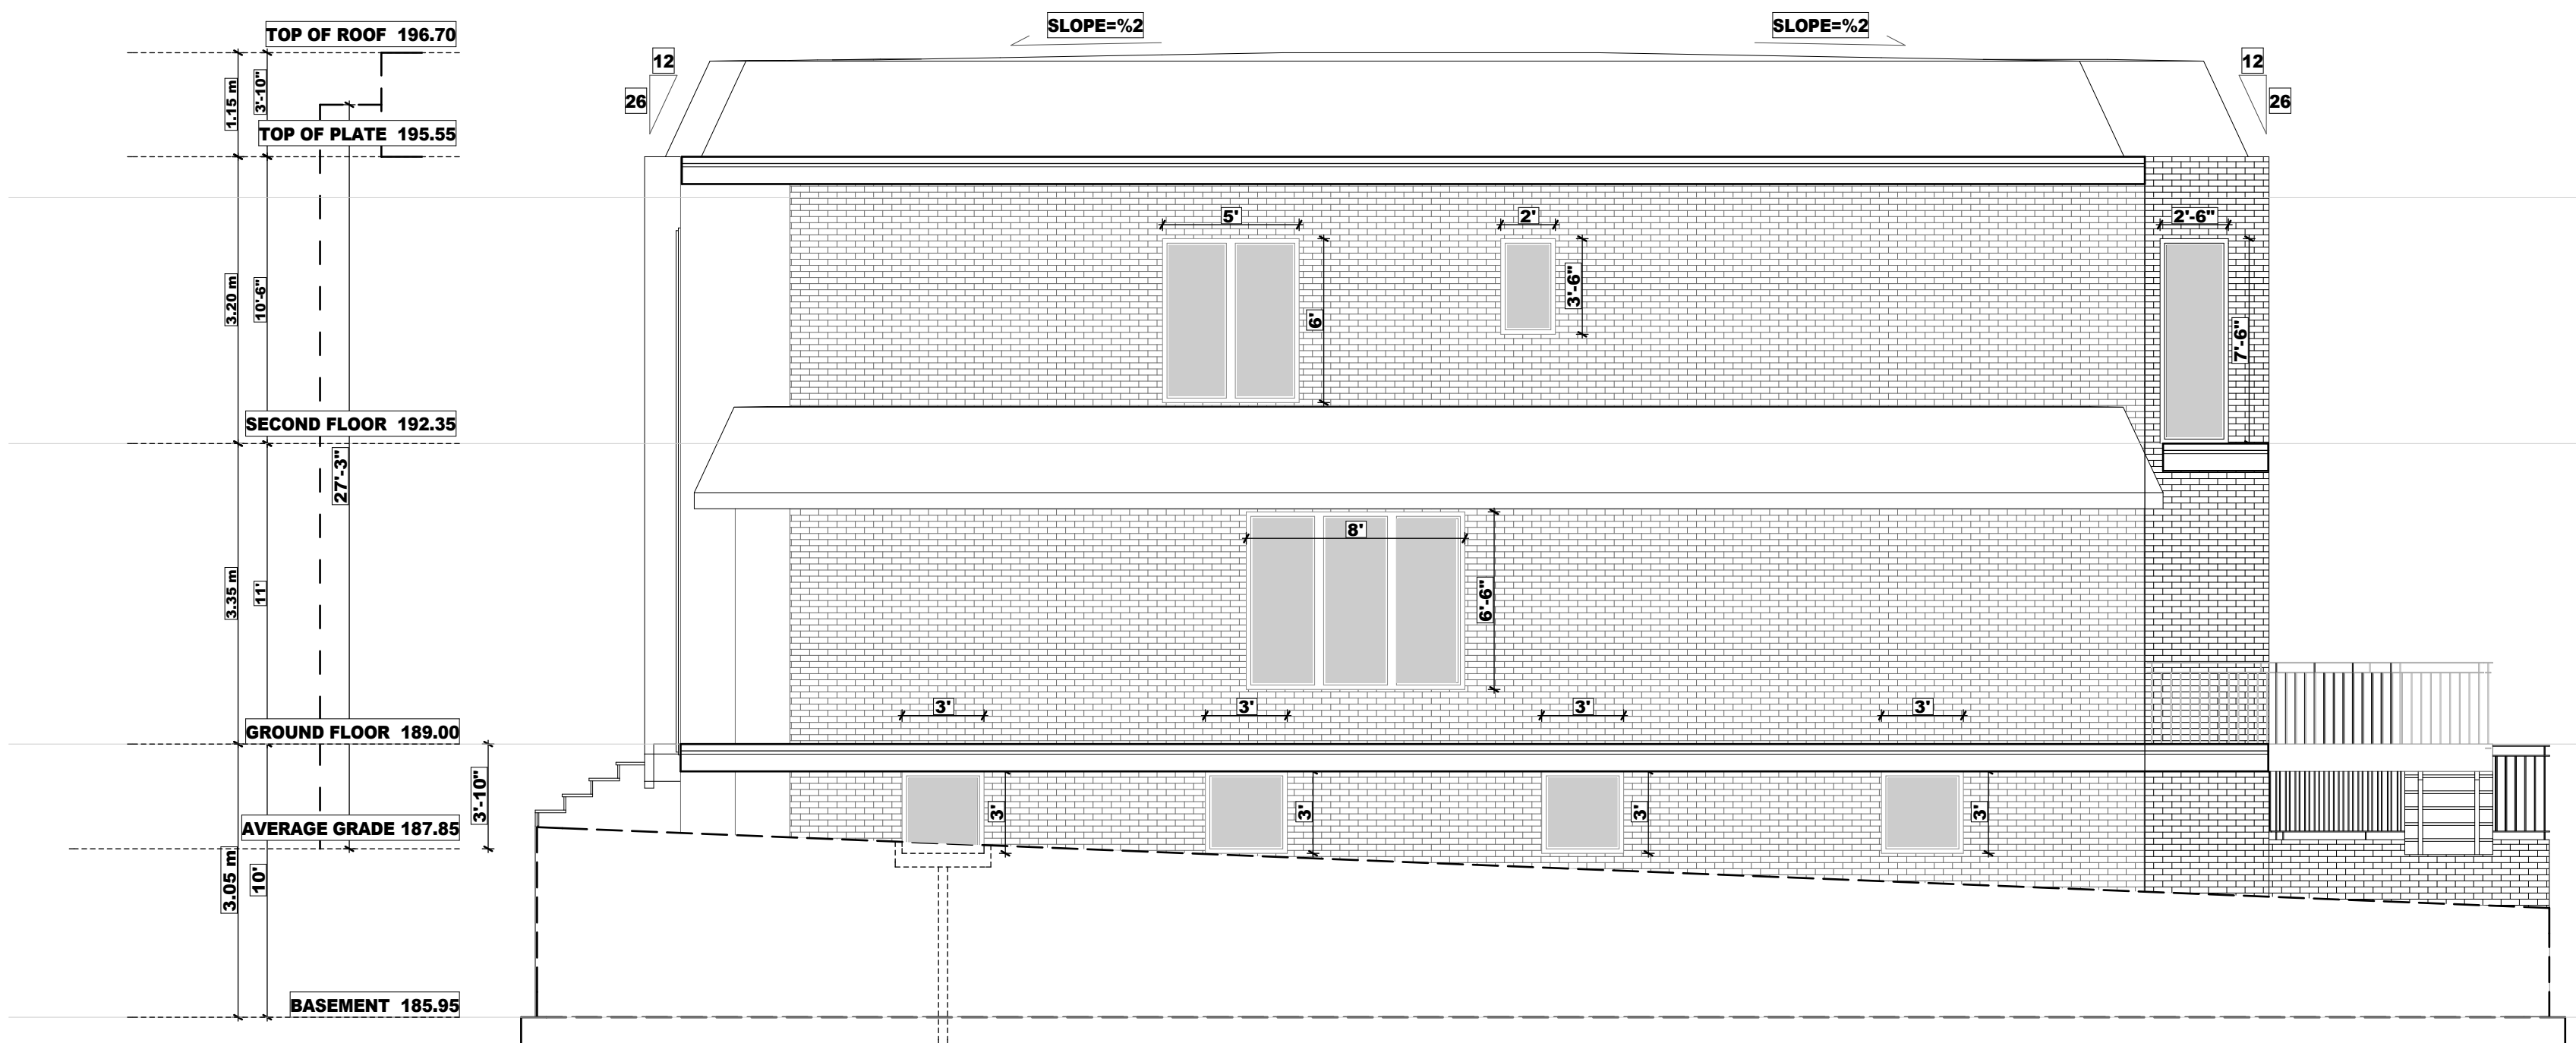 SLOPE=%2
SLOPE=%2
TOP OF ROOF 196.70
12
12
26
26
1.15 m
3'-10"
TOP OF PLATE 195.55
5'
2'
2'-6"
3.20 m
10'-6"
6'
3'-6"
7'-6"
SECOND FLOOR 192.35
27'-3"
8'
3.35 m
11'
6'-6"
3'
3'
3'
3'
GROUND FLOOR 189.00
3'-10"
3'
3'
3'
3'
AVERAGE GRADE 187.85
3.05 m
10'
BASEMENT 185.95